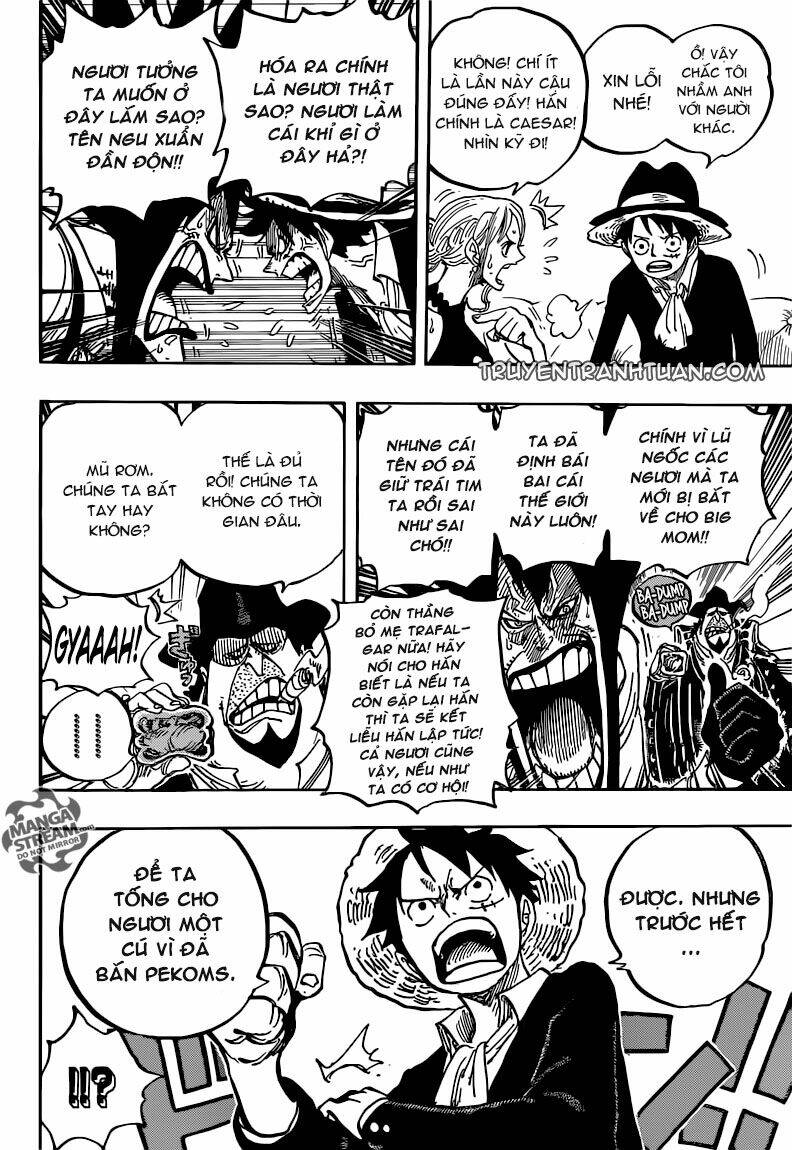 Ồ! VẬY
CHẮC TÔI
NHẦM ANH
VỚI NGƯỜI
KHÁC.
XIN LỖI
NHÉ!
KHÔNG! CHÍ ÍT
LÀ LẦN NÀY CẬU
ĐÚNG ĐẤY! HẮN
CHÍNH LÀ CAESAR!
NHÌN KỸ ĐI!
HÓA RA CHÍNH
LÀ NGƯƠI THẬT
SAO? NGƯƠI LÀM
CÁI KHỈ GÌ Ở
ĐÂY HẢ?!
NGƯƠI TƯỞNG
TA MUỐN Ở
ĐÂY LẮM SAO?
TÊN NGU XUẨN
ĐẦN ĐỘN!!
TRUYENTRANHTUAN.COM
CHÍNH VÌ LŨ
NGỐC CÁC
NGƯƠI MÀ TA
MỚI BỊ BẮT
VỀ CHO BIG
MOM!!
BA-DUMP
BA-DUMP
TA ĐÃ
ĐỊNH BÁI
BAI CÁI
THẾ GIỚI
NÀY LUÔN!
NHƯNG CÁI
TÊN ĐÓ ĐÃ
GIỮ TRÁI TIM
TA RỒI SAI
NHƯ SAI
CHÓ!!
CÒN THẰNG
BỎ MẸ TRAFAL-
GAR NỮA! HÃY
NÓI CHO HẮN
BIẾT LÀ NẾU TA
CÒN GẶP LẠI HẮN
THÌ TA SẼ KẾT
LIỄU HẮN LẬP TỨC!
CẢ NGƯƠI CŨNG
VẬY, NẾU NHƯ
TA CÓ CƠ HỘI!
THẾ LÀ ĐỦ
RỒI! CHÚNG TA
KHÔNG CÓ THỜI
GIAN ĐÂU.
MŨ RƠM.
CHÚNG TA BẮT
TAY HAY
KHÔNG?
GYAAAH!
ĐƯỢC. NHƯNG
TRƯỚC HẾT
...
ĐỂ TA
TỐNG CHO
NGƯƠI MỘT
CÚ VÌ ĐÃ
BẮN PEKOMS.
!!?
MANGA
STREAM.com
DO NOT MIRROR